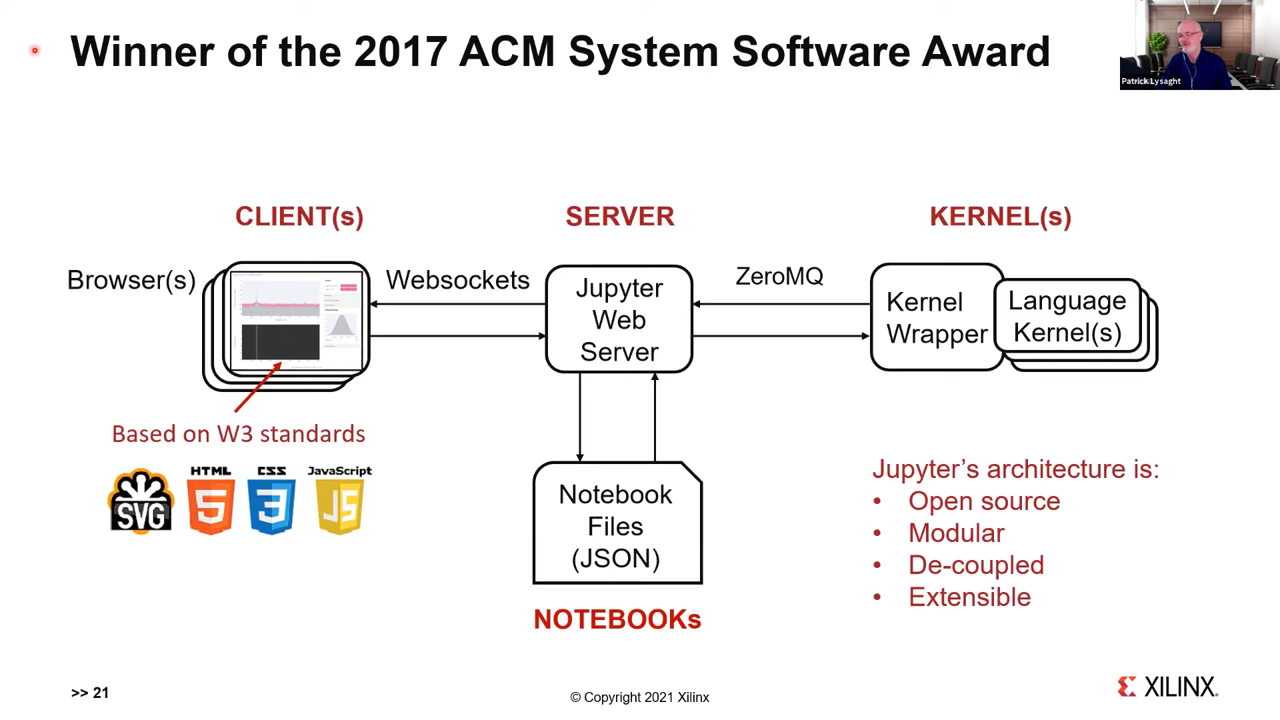 Winner of the 2017 ACM System Software Award
Patrick Lysaght
CLIENT(s)
SERVER
KERNEL(s)
Browser(s)
Websockets
Jupyter
Web
Server
ZeroMQ
Kernel
Wrapper
Language
Kernel(s)
Based on W3 standards
SVG
HTML
5
CSS
3
JavaScript
JS
Notebook
Files
(JSON)
NOTEBOOKs
Jupyter’s architecture is:
• Open source
• Modular
• De-coupled
• Extensible
>> 21
© Copyright 2021 Xilinx
XILINX.